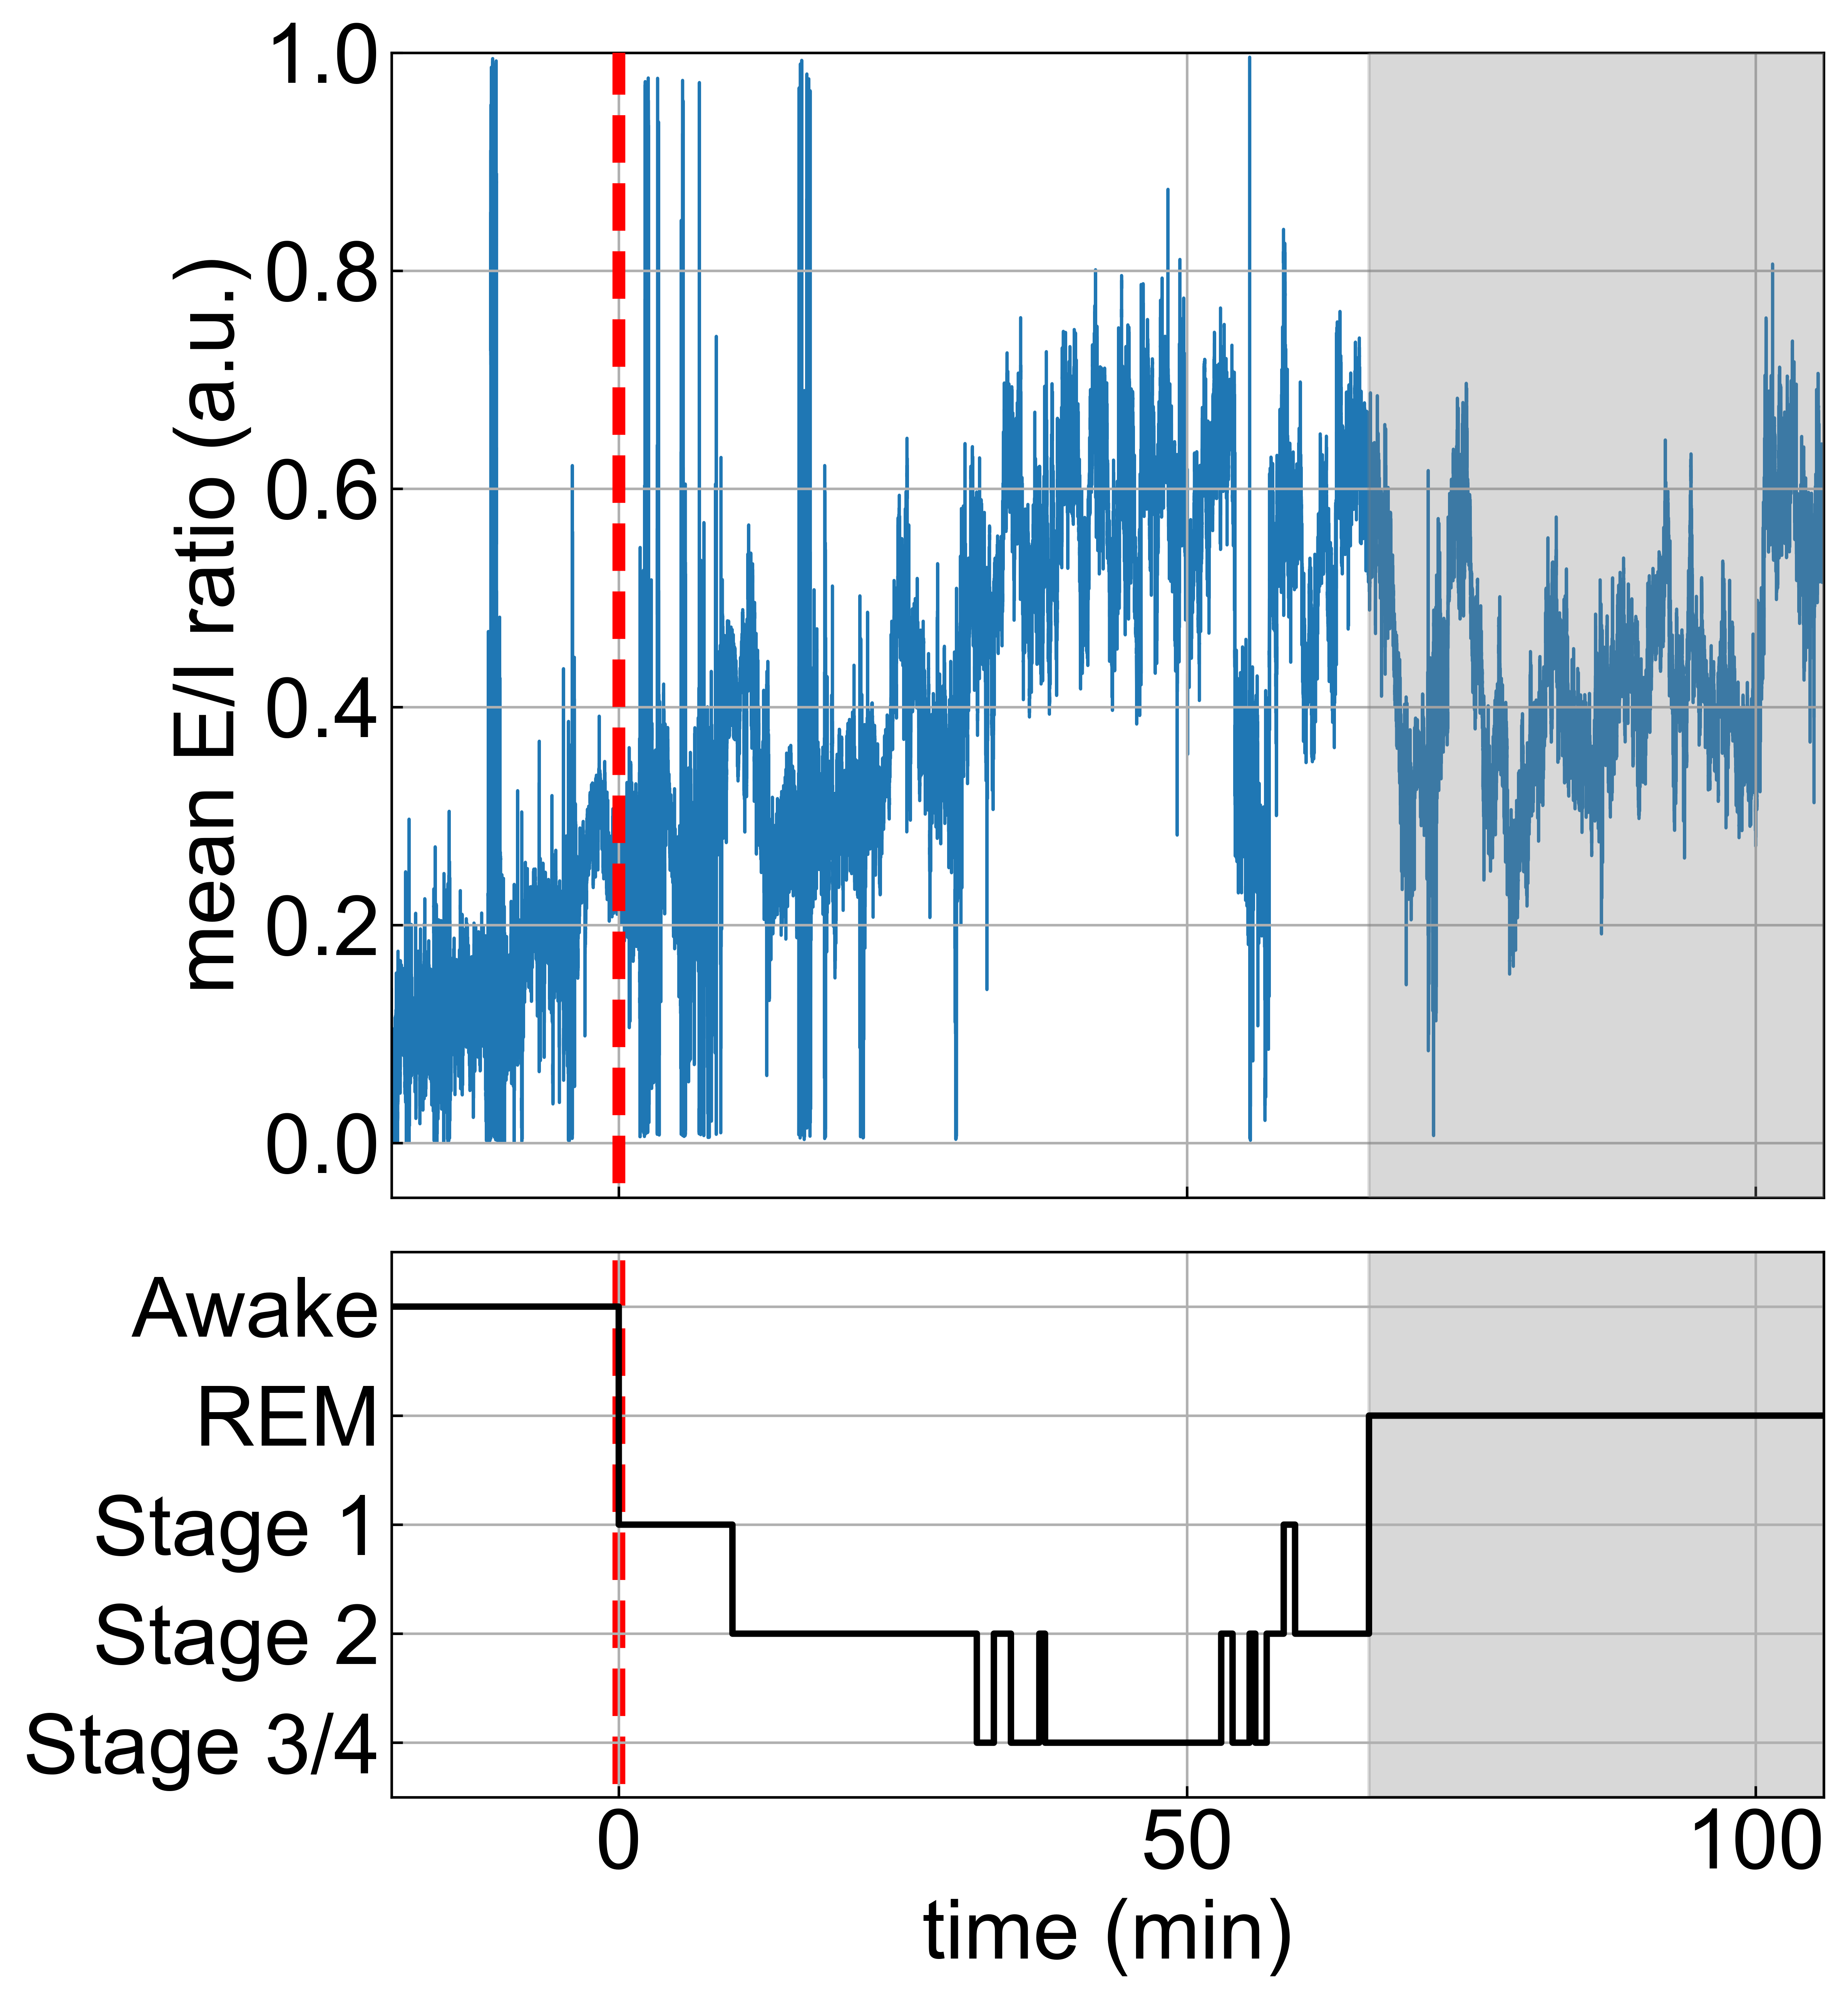 1.0
0.8
0.6
0.4
0.2
0.0
mean E/I ratio (a.u.)
Awake
REM
Stage 1
Stage 2
Stage 3/4
0 50 100
time (min)